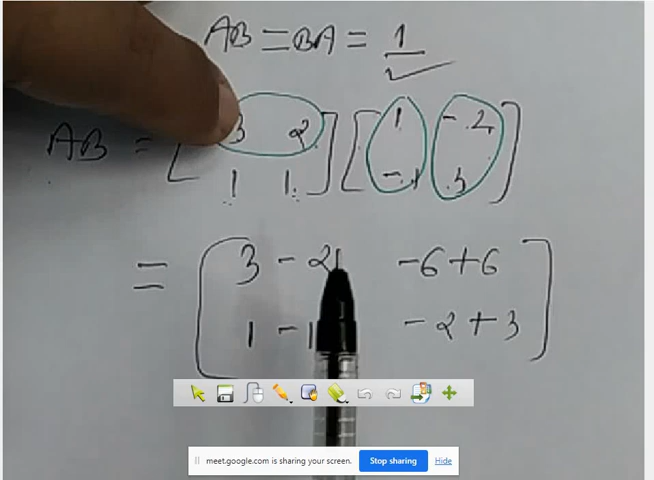 AB = BA = 1
AB = [ 3 2 1 1 ] [ 1 -2 -1 3 ]
= [ 3 - 2 -6 + 6
1 - 1 -2 + 3 ]
meet.google.com is sharing your screen. Stop sharing Hide